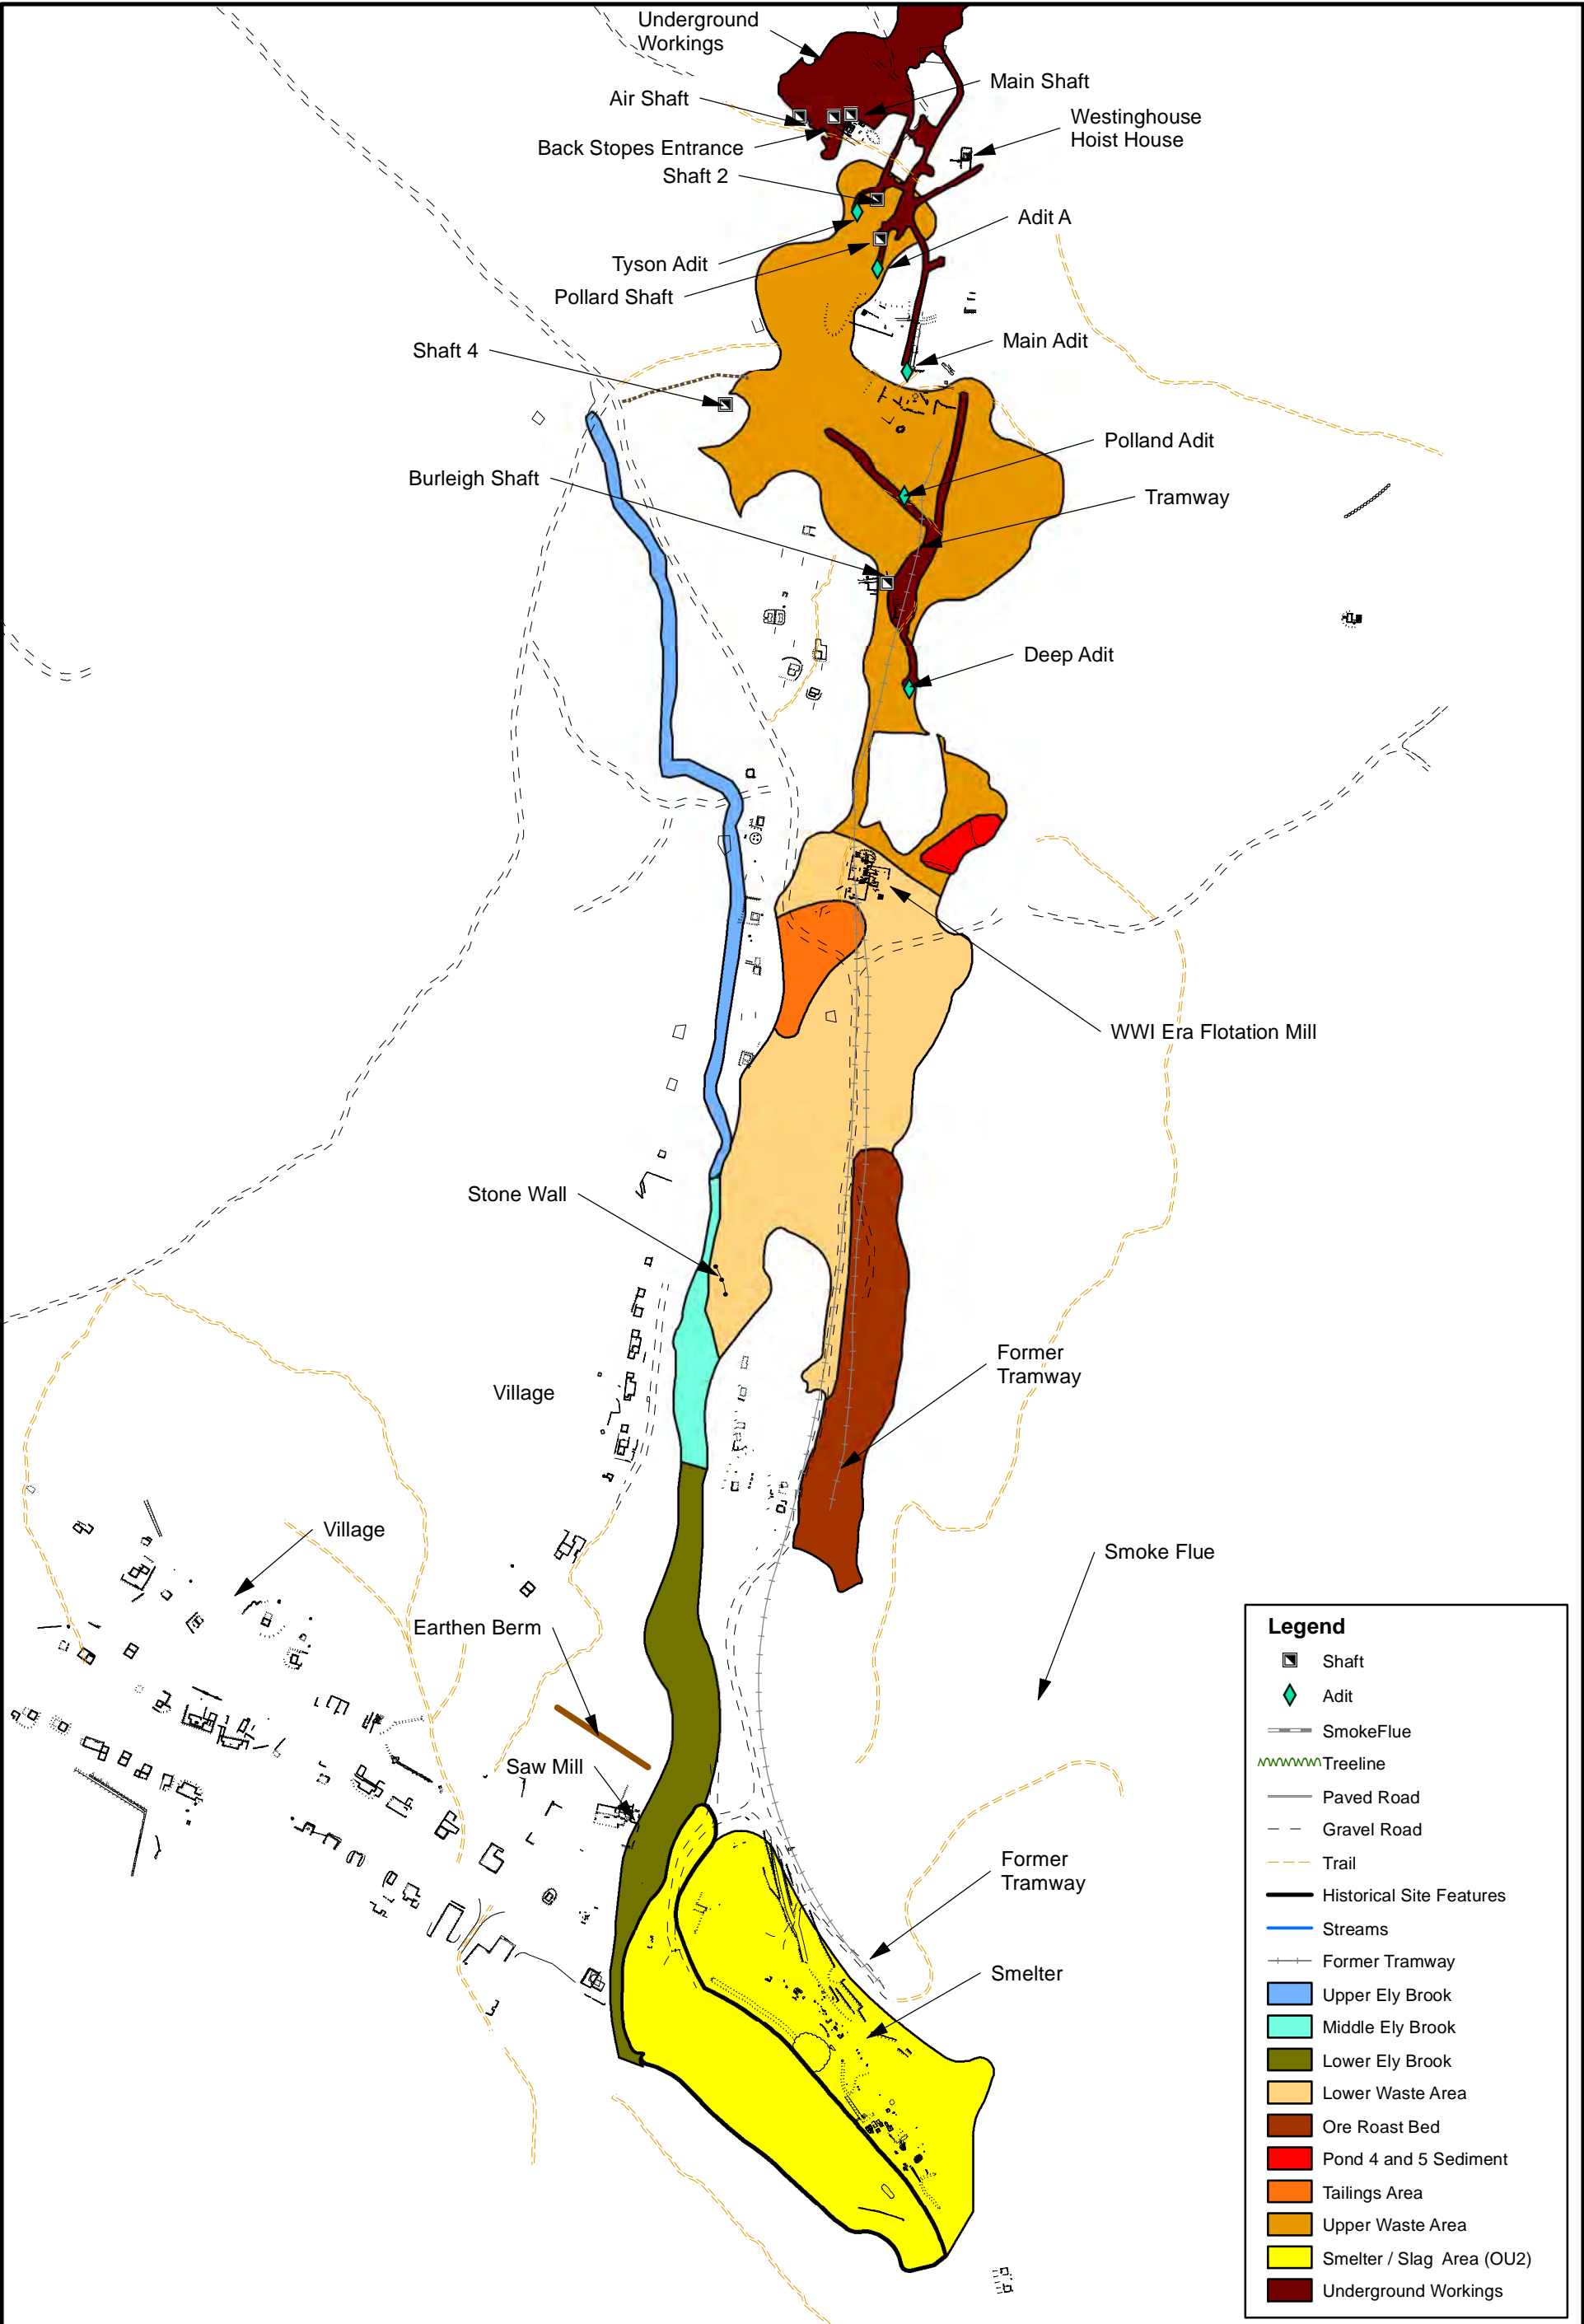 Underground
Workings
Main Shaft
Air Shaft
Westinghouse
Hoist House
Back Stopes Entrance
Shaft 2
Adit A
Tyson Adit
Pollard Shaft
Main Adit
Shaft 4
Polland Adit
Burleigh Shaft
Tramway
Deep Adit
WWI Era Flotation Mill
Stone Wall
Former
Tramway
Village
Village
Smoke Flue
Earthen Berm
Saw Mill
Former
Tramway
Smelter
Legend
Shaft
Adit
SmokeFlue
Treeline
Paved Road
Gravel Road
Trail
Historical Site Features
Streams
Former Tramway
Upper Ely Brook
Middle Ely Brook
Lower Ely Brook
Lower Waste Area
Ore Roast Bed
Pond 4 and 5 Sediment
Tailings Area
Upper Waste Area
Smelter / Slag Area (OU2)
Underground Workings